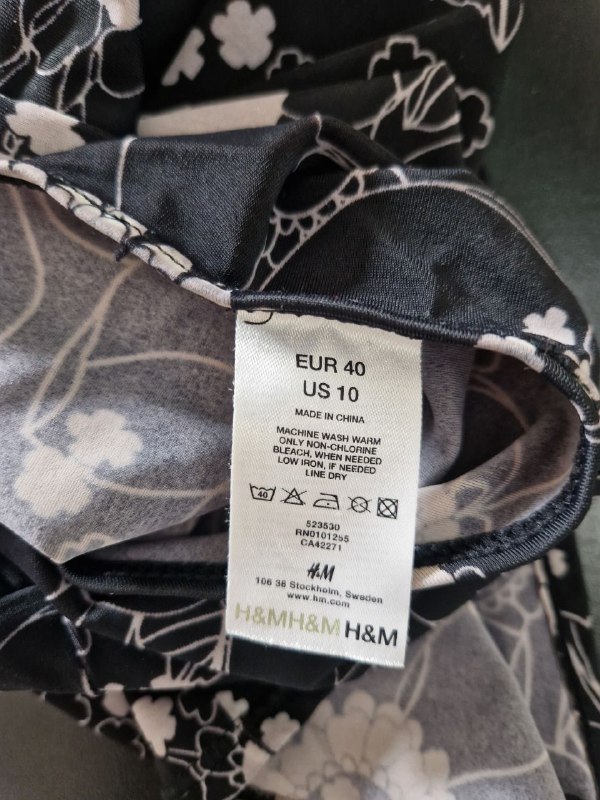 EUR 40
US 10
MADE IN CHINA
MACHINE WASH WARM
ONLY NON-CHLORINE
BLEACH, WHEN NEEDED
LOW IRON, IF NEEDED
LINE DRY
40
523530
RN0101255
CA42271
H&M
106 38 Stockholm, Sweden
www.hm.com
H&MH&M H&M